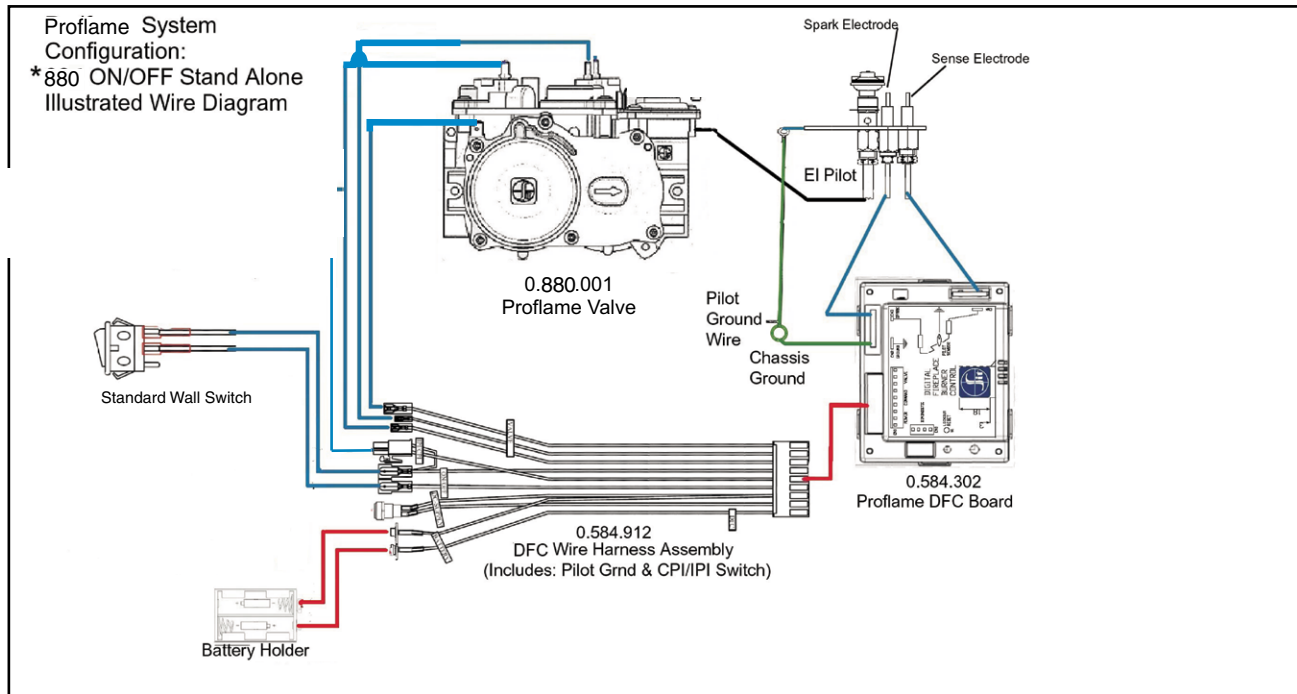 Proflame System
Configuration:
*880 ON/OFF Stand Alone
Illustrated Wire Diagram
Spark Electrode
Sense Electrode
EI Pilot
0.880.001
Proflame Valve
Pilot
Ground
Wire
Chassis
Ground
Standard Wall Switch
DIGITAL
FIREPLACE
BURNER
CONTROL
0.584.302
Proflame DFC Board
0.584.912
DFC Wire Harness Assembly
(Includes: Pilot Grnd & CPI/IPI Switch)
Battery Holder